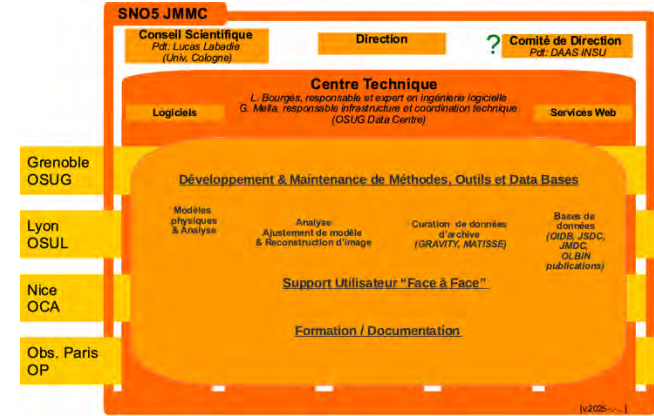 SNO5 JMMC
Conseil Scientifique
Pdt: Lucas Labadie
(Univ. Cologne)
Direction
?
Comité de Direction
Pdt: DAAS INSU
Centre Technique
L. Bourgès, responsable et expert en ingénierie logicielle
G. Mella, responsable infrastructure et coordination technique
(OSUG Data Centre)
Logiciels
Services Web
Grenoble
OSUG
Développement & Maintenance de Méthodes, Outils et Data Bases
Lyon
OSUL
Modèles
physiques
& Analyse
Analyse
Ajustement de modèle
& Reconstruction d'image
Curation de données
d'archive
(GRAVITY, MATISSE)
Bases de
données
(OIDB, JSDC,
JMDC,
OLBIN
publications)
Nice
OCA
Support Utilisateur “Face à Face”
Formation / Documentation
Obs. Paris
OP